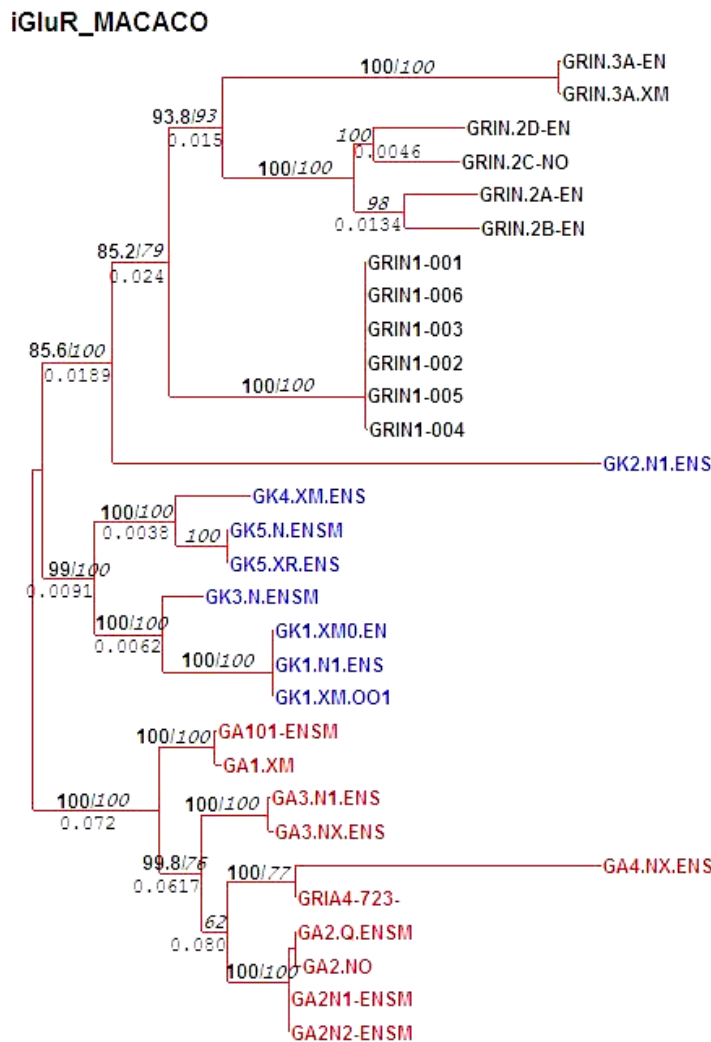 iGluR_MACACO
100/100
GRIN.3A-EN
GRIN.3A.XM
93.8/93
0.015
100
0.0046
GRIN.2D-EN
GRIN.2C-NO
100/100
98
0.0134
GRIN.2A-EN
GRIN.2B-EN
85.2/79
0.024
GRIN1-001
GRIN1-006
GRIN1-003
GRIN1-002
100/100
GRIN1-005
GRIN1-004
85.6/100
0.0189
GK2.N1.ENS
GK4.XM.ENS
100/100
0.0038
100
GK5.N.ENSM
GK5.XR.ENS
99/100
0.0091
GK3.N.ENSM
100/100
0.0062
GK1.XM0.EN
100/100
GK1.N1.ENS
GK1.XM.OO1
GA101-ENSM
100/100
GA1.XM
100/100
0.072
GA3.N1.ENS
100/100
GA3.NX.ENS
99.8/76
0.0617
100/77
GA4.NX.ENS
GRIA4-723-
62
0.080
GA2.Q.ENSM
100/100
GA2.NO
GA2N1-ENSM
GA2N2-ENSM